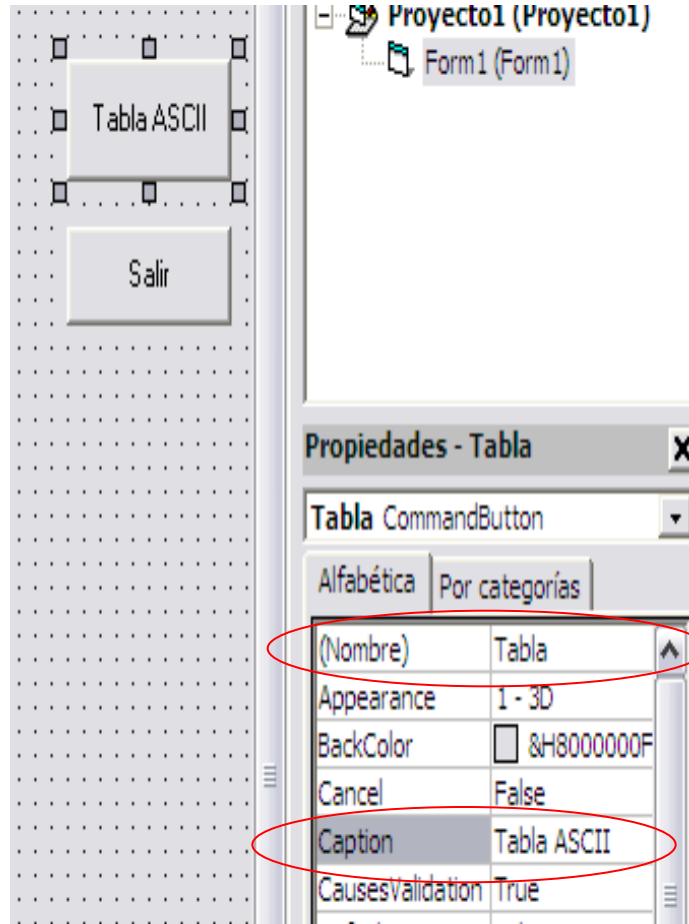 Tabla ASCII
Salir
Proyecto1 (Proyecto1)
Form1 (Form1)
Propiedades - Tabla
Tabla CommandButton
Alfabética Por categorías
(Nombre) Tabla
Appearance 1 - 3D
BackColor &H8000000F
Cancel False
Caption Tabla ASCII
CausesValidation True